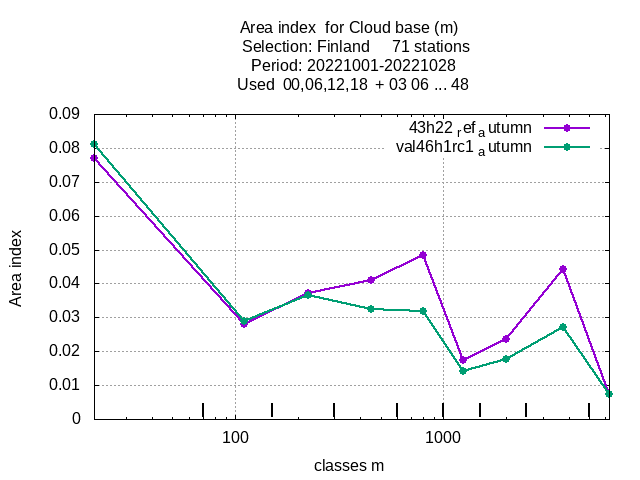 Area index  for Cloud base (m)
Selection: Finland     71 stations
Period: 20221001-20221028
Used  00,06,12,18  + 03 06 ... 48
43h22refautumn
val46h1rc1autumn
0.09
0.08
0.07
0.06
0.05
0.04
0.03
0.02
0.01
0
Area index
100 1000
classes m